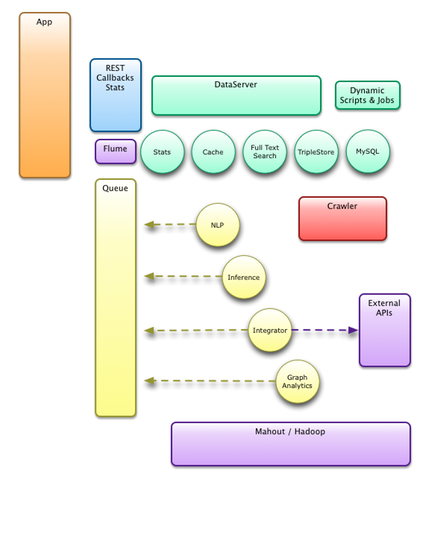 App
REST
Callbacks
Stats
DataServer
Dynamic
Scripts & Jobs
Flume
Stats
Cache
Full Text
Search
TripleStore
MySQL
Queue
NLP
Crawler
Inference
External
APIs
Integrator
Graph
Analytics
Mahout / Hadoop